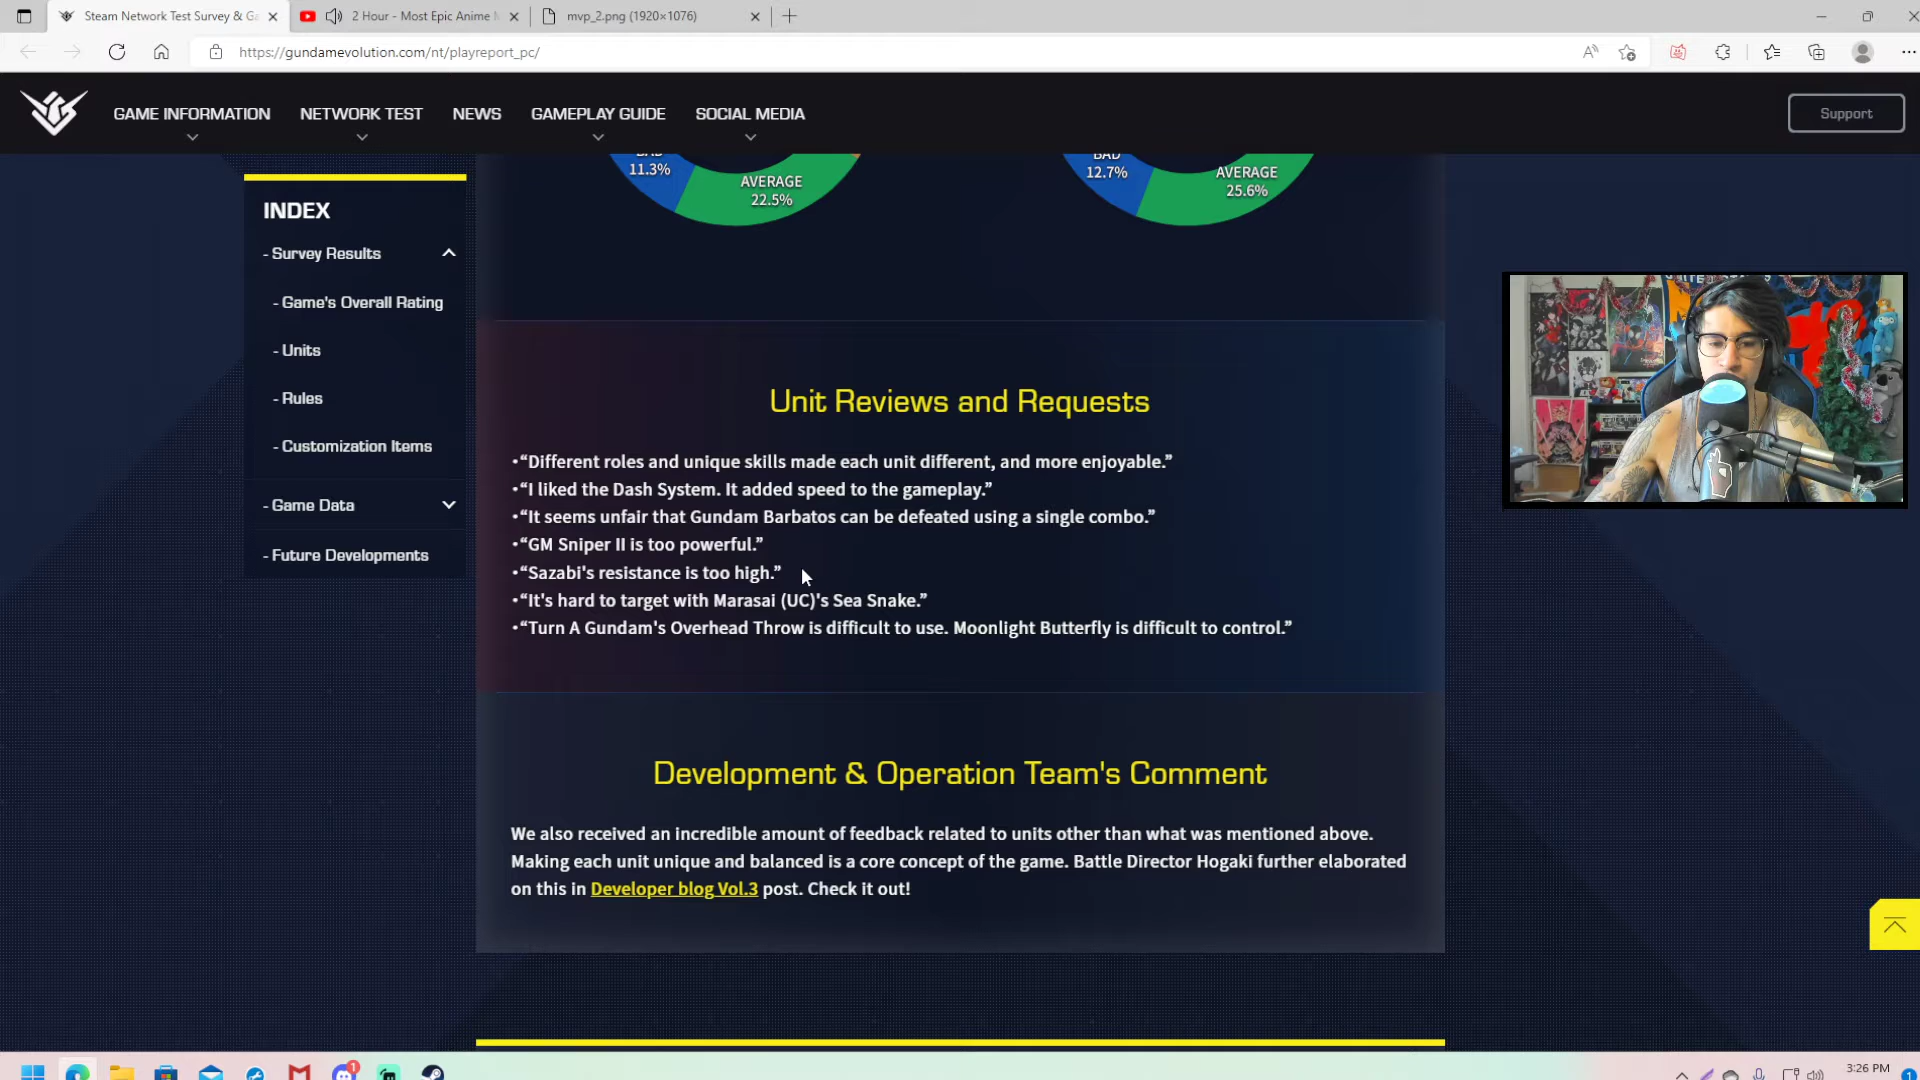 Steam Network Test Survey & Ga
2 Hour - Most Epic Anime M
mvp_2.png (1920×1076)
https://gundamevolution.com/nt/playreport_pc/
GAME INFORMATION
NETWORK TEST
NEWS
GAMEPLAY GUIDE
SOCIAL MEDIA
Support
BAD
11.3%
AVERAGE
22.5%
BAD
12.7%
AVERAGE
25.6%
INDEX
- Survey Results
- Game's Overall Rating
- Units
- Rules
- Customization Items
- Game Data
- Future Developments
Unit Reviews and Requests
•“Different roles and unique skills made each unit different, and more enjoyable.”
•“I liked the Dash System. It added speed to the gameplay.”
•“It seems unfair that Gundam Barbatos can be defeated using a single combo.”
•“GM Sniper II is too powerful.”
•“Sazabi's resistance is too high.”
•“It's hard to target with Marasai (UC)'s Sea Snake.”
•“Turn A Gundam's Overhead Throw is difficult to use. Moonlight Butterfly is difficult to control.”
Development & Operation Team's Comment
We also received an incredible amount of feedback related to units other than what was mentioned above.
Making each unit unique and balanced is a core concept of the game. Battle Director Hogaki further elaborated
on this in Developer blog Vol.3 post. Check it out!
1
3:26 PM
1